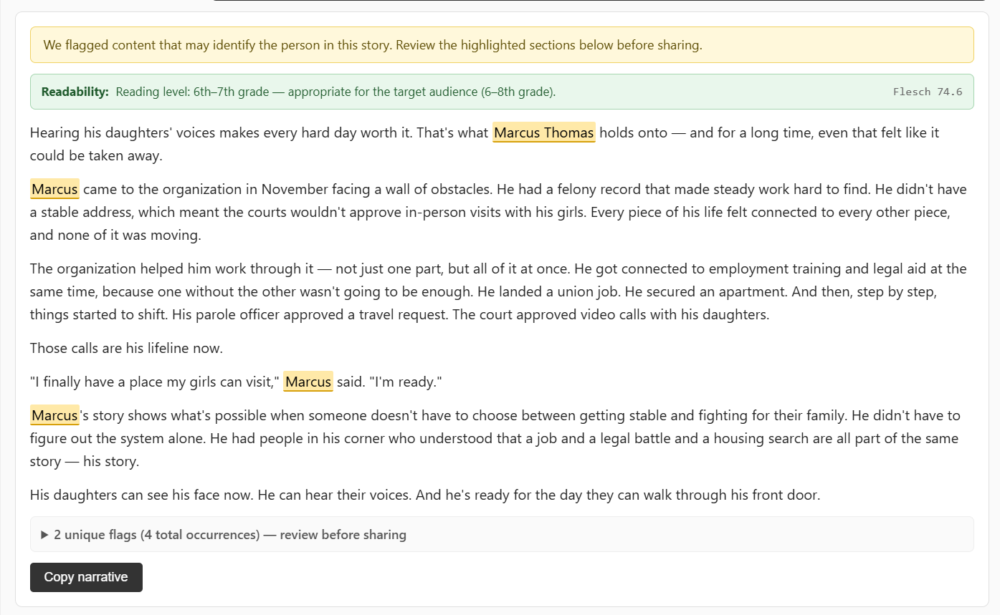 We flagged content that may identify the person in this story. Review the highlighted sections below before sharing.
Readability: Reading level: 6th–7th grade — appropriate for the target audience (6–8th grade). Flesch 74.6
Hearing his daughters' voices makes every hard day worth it. That's what Marcus Thomas holds onto — and for a long time, even that felt like it
could be taken away.
Marcus came to the organization in November facing a wall of obstacles. He had a felony record that made steady work hard to find. He didn't have
a stable address, which meant the courts wouldn't approve in-person visits with his girls. Every piece of his life felt connected to every other piece,
and none of it was moving.
The organization helped him work through it — not just one part, but all of it at once. He got connected to employment training and legal aid at the
same time, because one without the other wasn't going to be enough. He landed a union job. He secured an apartment. And then, step by step,
things started to shift. His parole officer approved a travel request. The court approved video calls with his daughters.
Those calls are his lifeline now.
"I finally have a place my girls can visit," Marcus said. "I'm ready."
Marcus's story shows what's possible when someone doesn't have to choose between getting stable and fighting for their family. He didn't have to
figure out the system alone. He had people in his corner who understood that a job and a legal battle and a housing search are all part of the same
story — his story.
His daughters can see his face now. He can hear their voices. And he's ready for the day they can walk through his front door.
▶ 2 unique flags (4 total occurrences) — review before sharing
Copy narrative